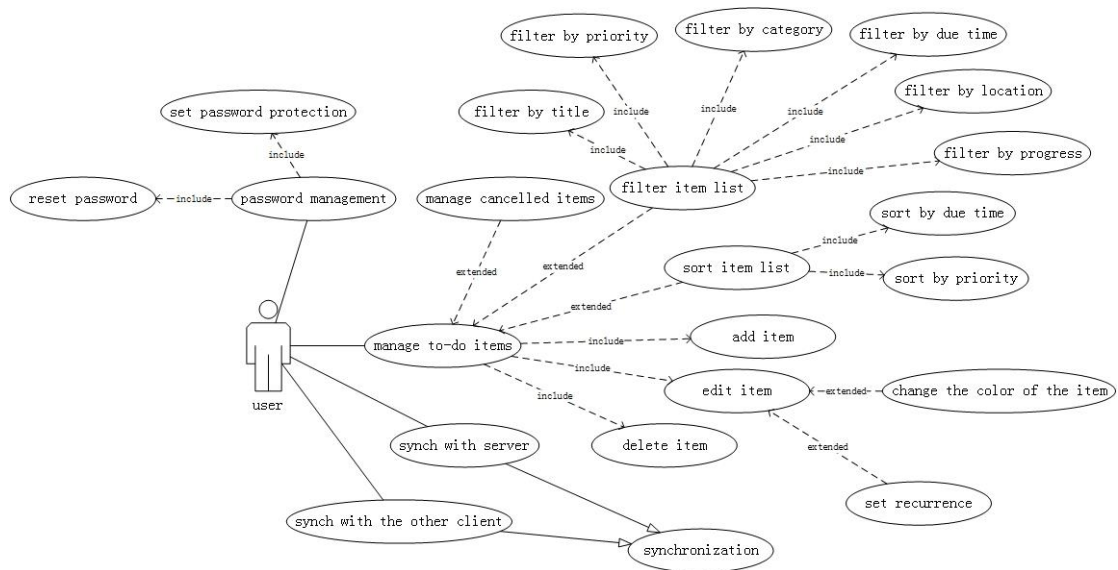 filter by priority
filter by category
filter by due time
filter by location
filter by title
set password protection
include
include
include
include
include
filter by progress
include
include
filter item list
reset password
include
password management
manage cancelled items
sort by due time
include
extended
extended
sort item list
include
sort by priority
extended
manage to-do items
include
add item
include
edit item
extended
change the color of the item
include
user
synch with server
delete item
extended
set recurrence
synch with the other client
synchronization